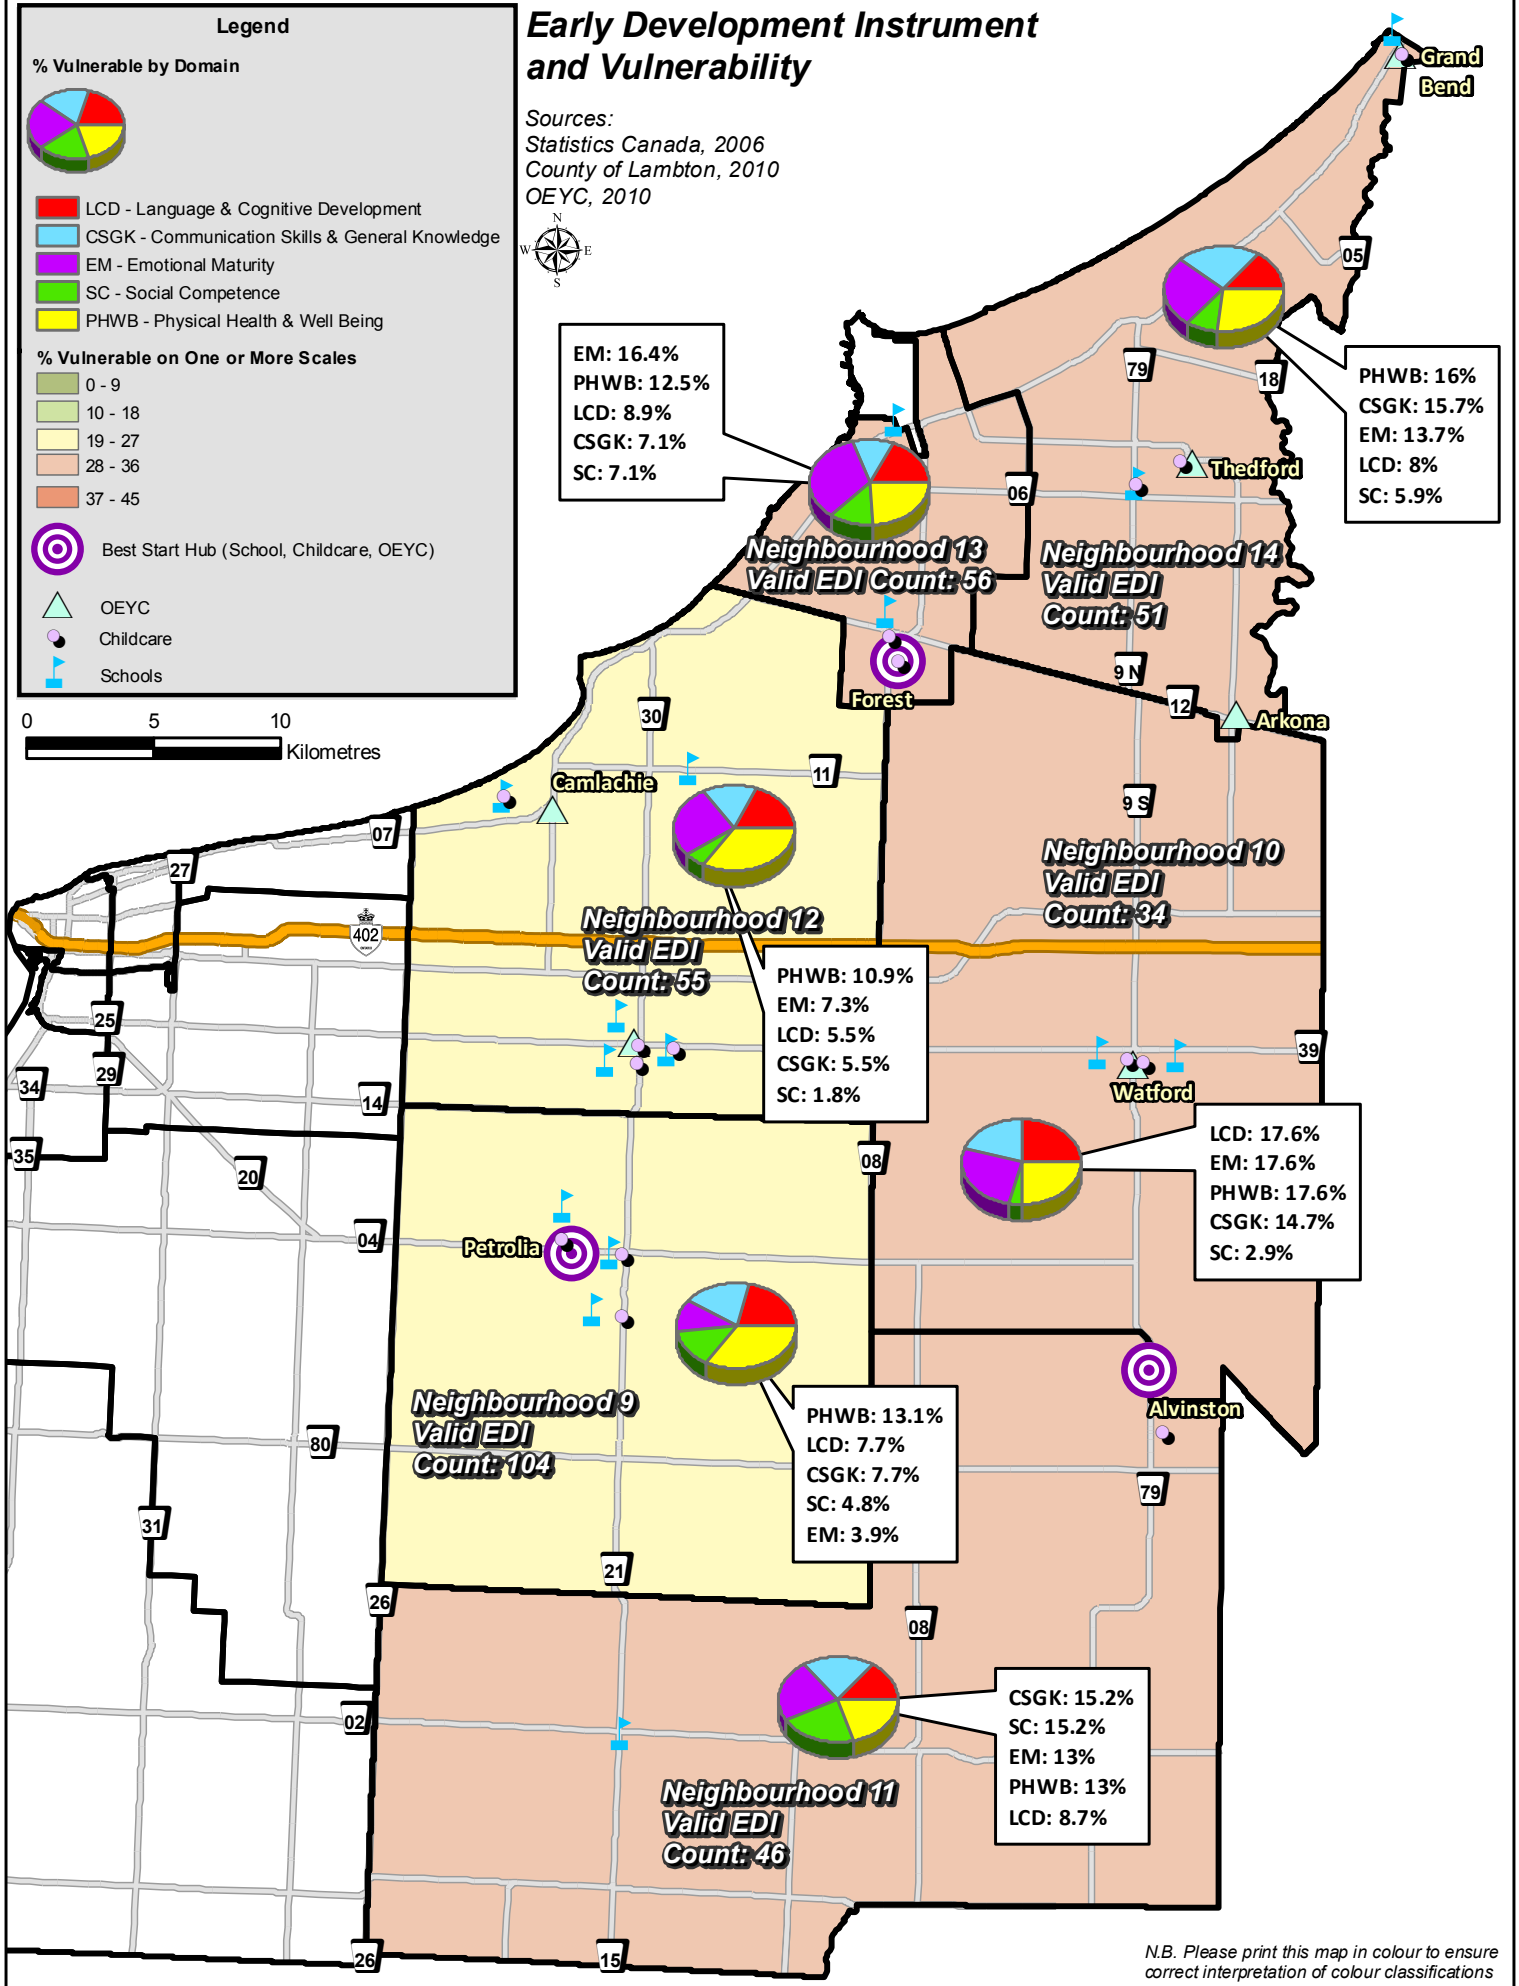 Legend
% Vulnerable by Domain
LCD - Language & Cognitive Development
CSGK - Communication Skills & General Knowledge
EM - Emotional Maturity
SC - Social Competence
PHWB - Physical Health & Well Being
% Vulnerable on One or More Scales
0 - 9
10 - 18
19 - 27
28 - 36
37 - 45
Best Start Hub (School, Childcare, OEYC)
OEYC
Childcare
Schools
0 5 10
Kilometres
Early Development Instrument
and Vulnerability
Sources:
Statistics Canada, 2006
County of Lambton, 2010
OEYC, 2010
N
W E
S
Grand
Bend
05
79
18
PHWB: 16%
CSGK: 15.7%
EM: 13.7%
LCD: 8%
SC: 5.9%
EM: 16.4%
PHWB: 12.5%
LCD: 8.9%
CSGK: 7.1%
SC: 7.1%
Thedford
06
Neighbourhood 13
Valid EDI Count: 56
Neighbourhood 14
Valid EDI
Count: 51
9 N
12
Forest
Arkona
30
11
Camlachie
9 S
07
27
Neighbourhood 10
Valid EDI
Count: 34
402
Neighbourhood 12
Valid EDI
Count: 55
PHWB: 10.9%
EM: 7.3%
LCD: 5.5%
CSGK: 5.5%
SC: 1.8%
25
39
29
34
14
Watford
35
20
08
LCD: 17.6%
EM: 17.6%
PHWB: 17.6%
CSGK: 14.7%
SC: 2.9%
04
Petrolia
Neighbourhood 9
Valid EDI
Count: 104
Alvinston
PHWB: 13.1%
LCD: 7.7%
CSGK: 7.7%
SC: 4.8%
EM: 3.9%
80
79
31
21
26
08
02
CSGK: 15.2%
SC: 15.2%
EM: 13%
PHWB: 13%
LCD: 8.7%
Neighbourhood 11
Valid EDI
Count: 46
26
15
N.B. Please print this map in colour to ensure
correct interpretation of colour classifications